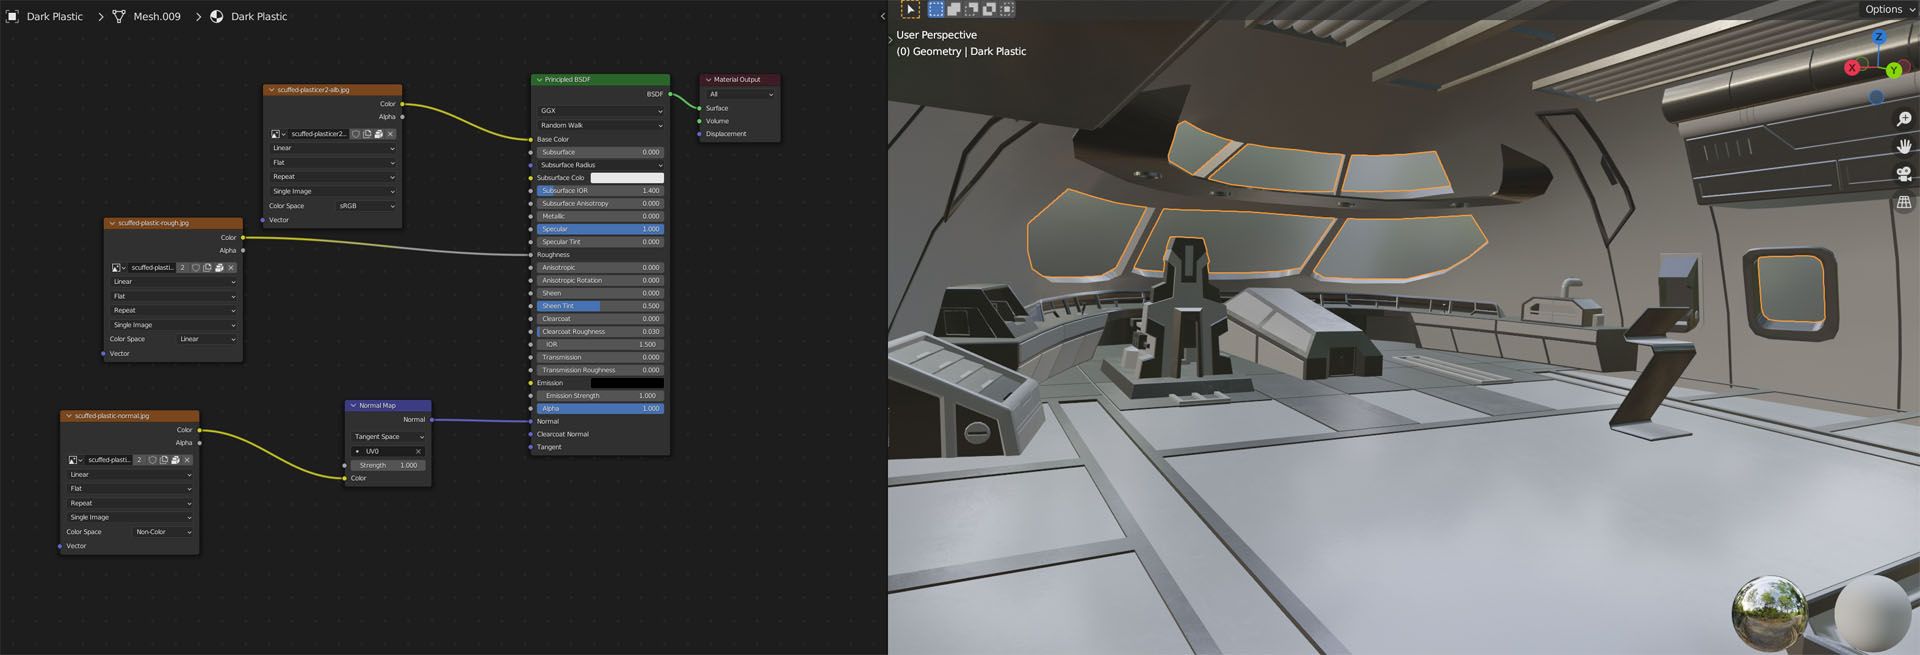 Dark Plastic > Mesh.009 > Dark Plastic
scuffed-plasticer2-alb.jpg
Color
Alpha
scuffed-plasticer2...
Linear
Flat
Repeat
Single Image
Color Space sRGB
Vector
scuffed-plastic-rough.jpg
Color
Alpha
scuffed-plasti... 2
Linear
Flat
Repeat
Single Image
Color Space Linear
Vector
scuffed-plastic-normal.jpg
Color
Alpha
scuffed-plasti... 2
Linear
Flat
Repeat
Single Image
Color Space Non-Color
Vector
Normal Map
Normal
Tangent Space
UV0
Strength 1.000
Color
Principled BSDF
BSDF
GGX
Random Walk
Base Color
Subsurface 0.000
Subsurface Radius
Subsurface Colo
Subsurface IOR 1.400
Subsurface Anisotropy 0.000
Metallic 0.000
Specular 1.000
Specular Tint 0.000
Roughness
Anisotropic 0.000
Anisotropic Rotation 0.000
Sheen 0.000
Sheen Tint 0.500
Clearcoat 0.000
Clearcoat Roughness 0.030
IOR 1.500
Transmission 0.000
Transmission Roughness 0.000
Emission
Emission Strength 1.000
Alpha 1.000
Normal
Clearcoat Normal
Tangent
Material Output
All
Surface
Volume
Displacement
Options
User Perspective
(0) Geometry | Dark Plastic
Z
X
Y